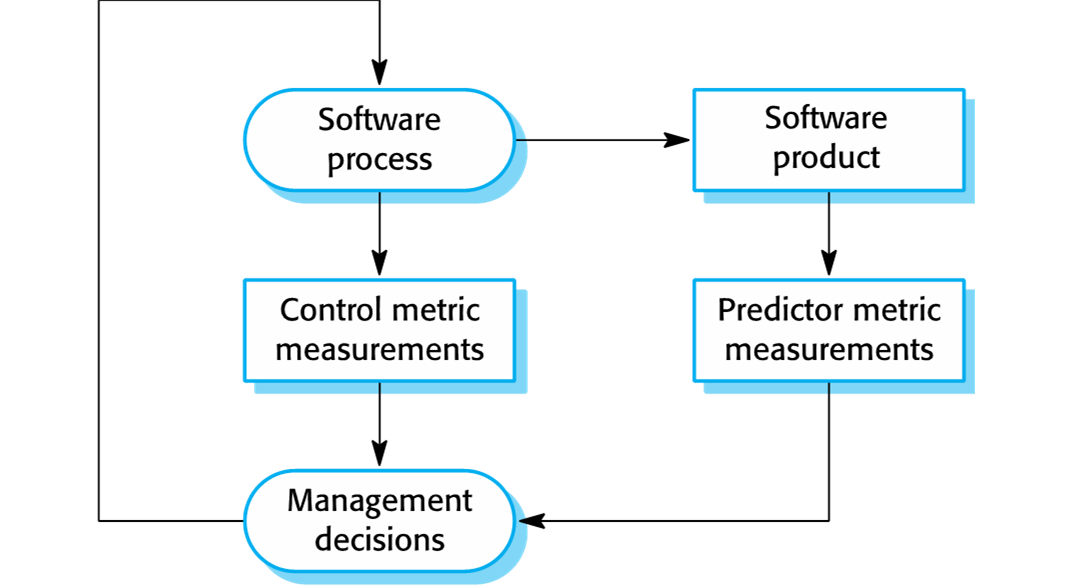 Software
process
Software
product
Control metric
measurements
Predictor metric
measurements
Management
decisions